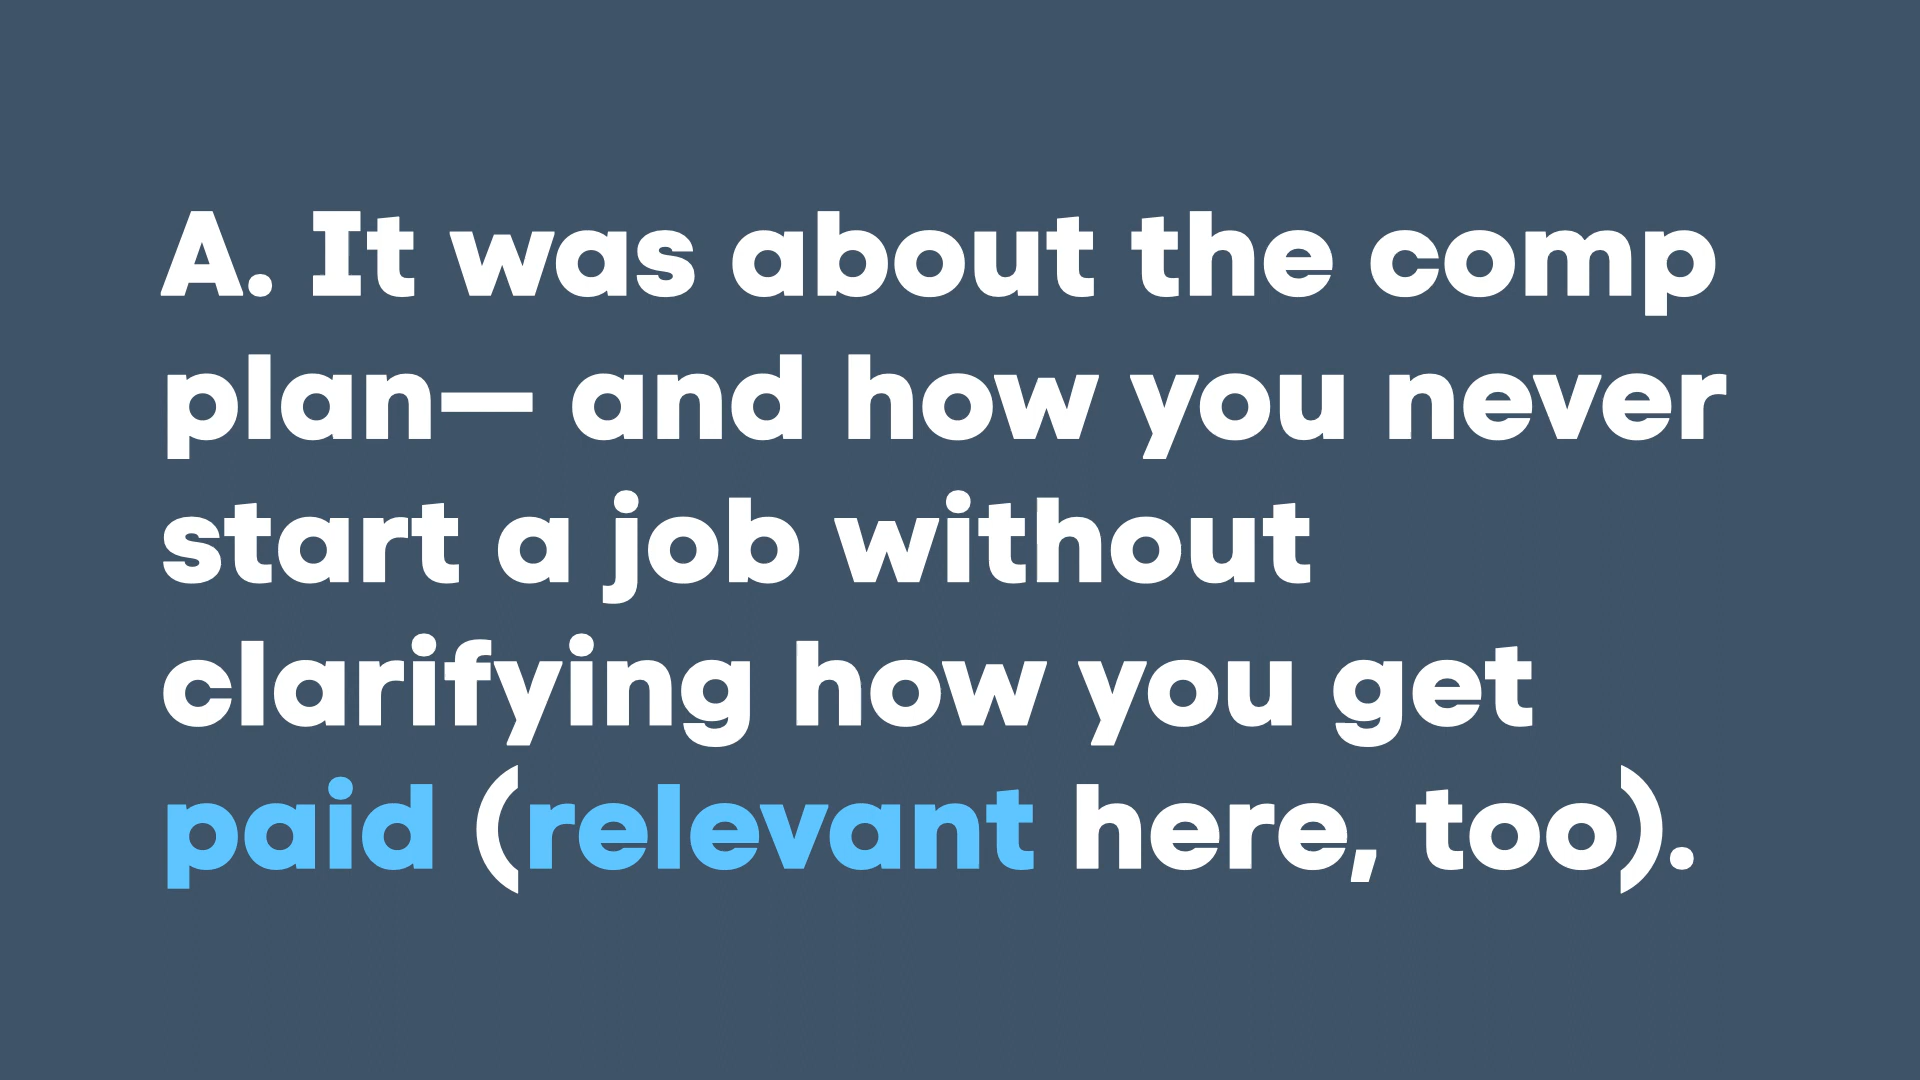 A. It was about the comp
plan— and how you never
start a job without
clarifying how you get
paid (relevant here, too).